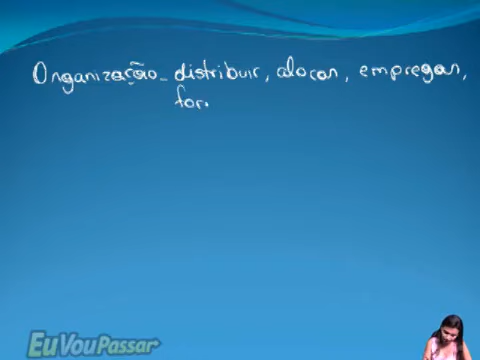 Organização - distribuir, alocar, empregar,
for
EuVouPassar